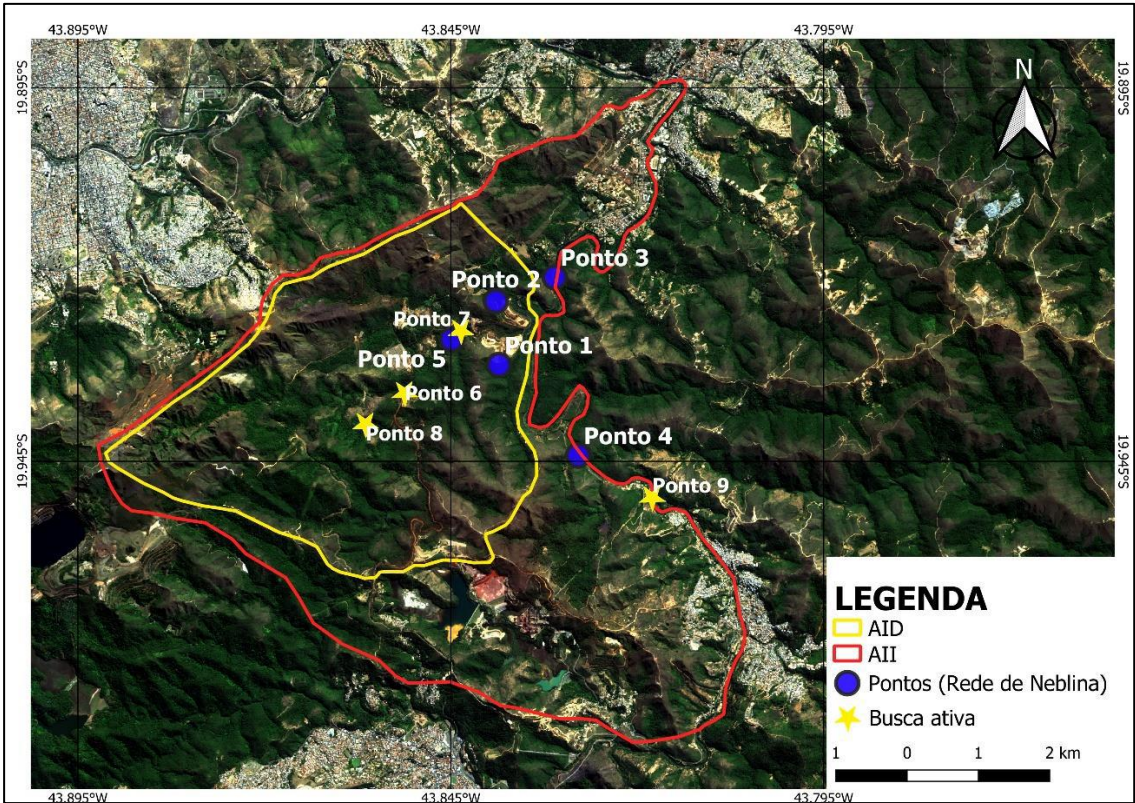 43.895°W 43.845°W 43.795°W
19.895°S 19.895°S
N
Ponto 3
Ponto 2
Ponto 7
Ponto 1
Ponto 5
Ponto 6
Ponto 8
Ponto 4
19.945°S 19.945°S
Ponto 9
LEGENDA
AID
AII
Pontos (Rede de Neblina)
Busca ativa
1 0 1 2 km
43.895°W 43.845°W 43.795°W